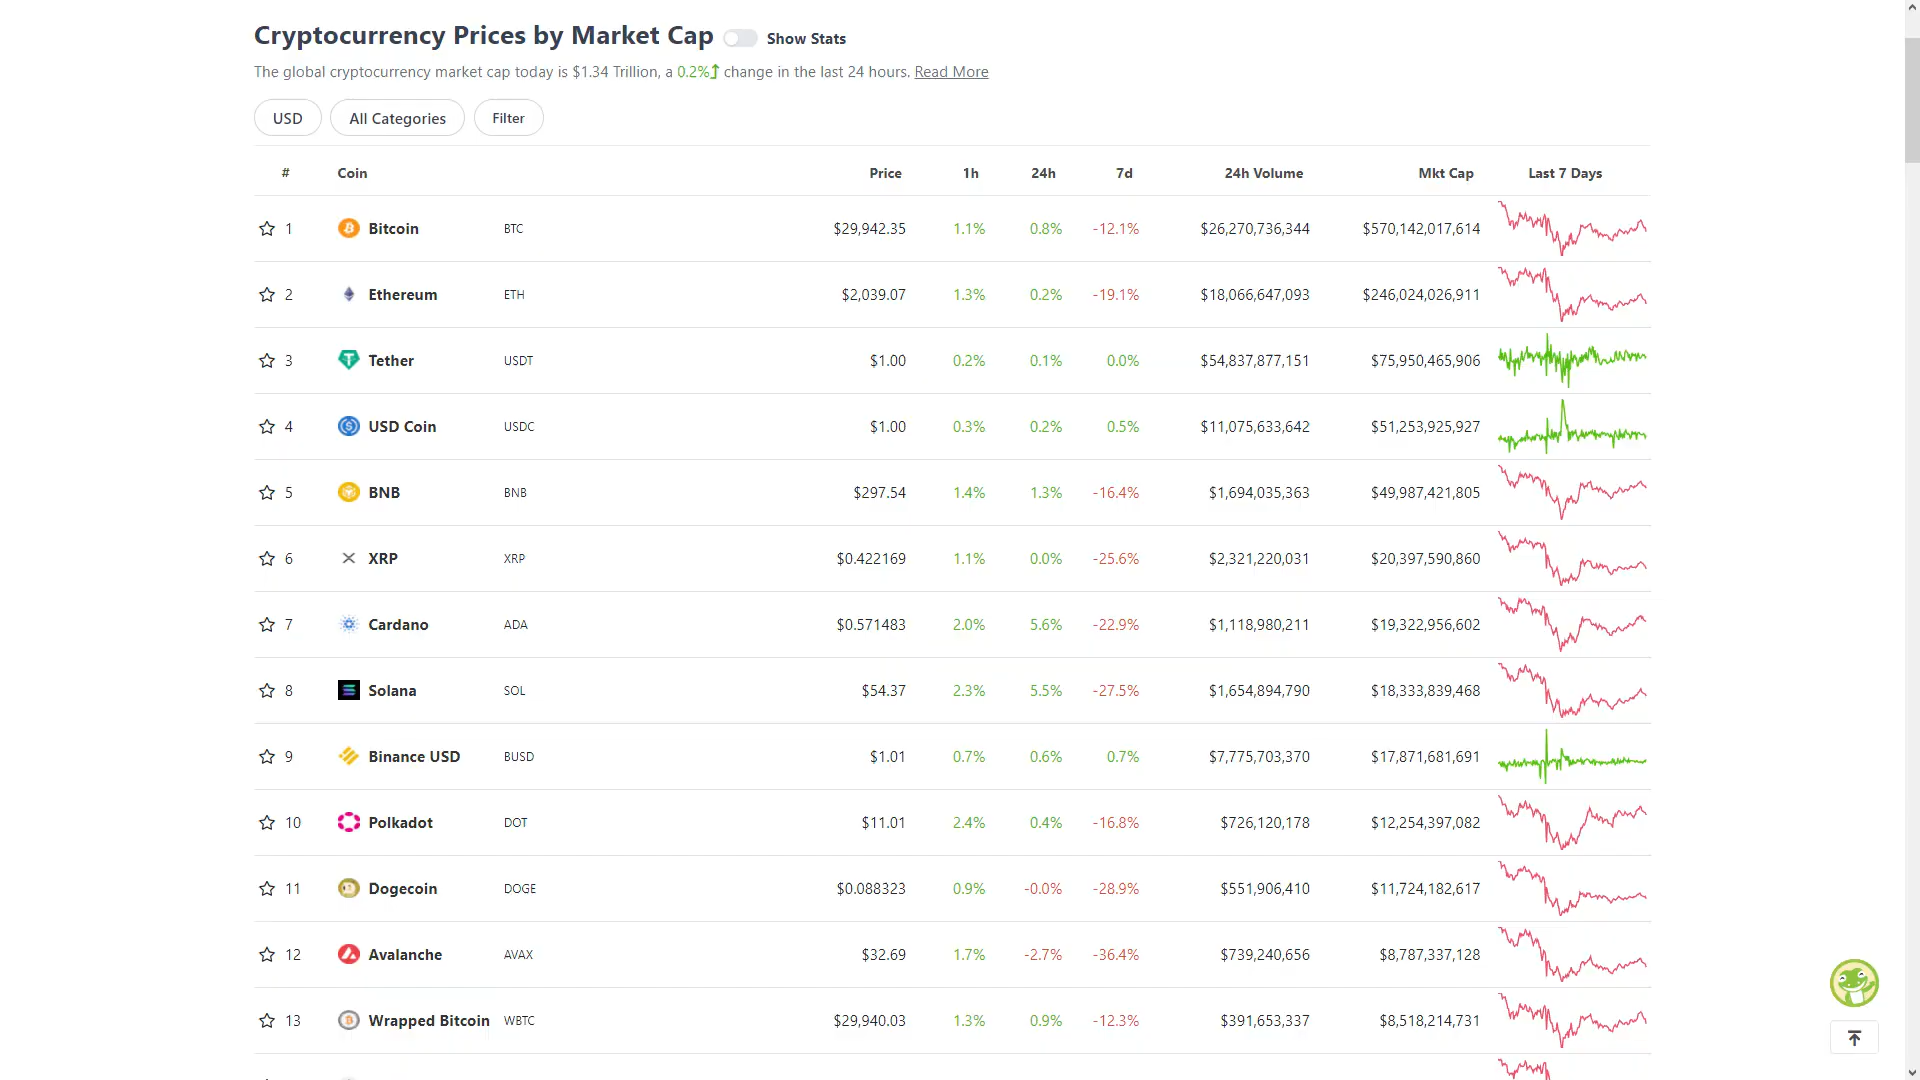 Cryptocurrency Prices by Market Cap Show Stats
The global cryptocurrency market cap today is $1.34 Trillion, a 0.2% change in the last 24 hours. Read More
USD All Categories Filter
# Coin Price 1h 24h 7d 24h Volume Mkt Cap Last 7 Days
1 Bitcoin BTC $29,942.35 1.1% 0.8% -12.1% $26,270,736,344 $570,142,017,614
2 Ethereum ETH $2,039.07 1.3% 0.2% -19.1% $18,066,647,093 $246,024,026,911
3 Tether USDT $1.00 0.2% 0.1% 0.0% $54,837,877,151 $75,950,465,906
4 USD Coin USDC $1.00 0.3% 0.2% 0.5% $11,075,633,642 $51,253,925,927
5 BNB BNB $297.54 1.4% 1.3% -16.4% $1,694,035,363 $49,987,421,805
6 XRP XRP $0.422169 1.1% 0.0% -25.6% $2,321,220,031 $20,397,590,860
7 Cardano ADA $0.571483 2.0% 5.6% -22.9% $1,118,980,211 $19,322,956,602
8 Solana SOL $54.37 2.3% 5.5% -27.5% $1,654,894,790 $18,333,839,468
9 Binance USD BUSD $1.01 0.7% 0.6% 0.7% $7,775,703,370 $17,871,681,691
10 Polkadot DOT $11.01 2.4% 0.4% -16.8% $726,120,178 $12,254,397,082
11 Dogecoin DOGE $0.088323 0.9% -0.0% -28.9% $551,906,410 $11,724,182,617
12 Avalanche AVAX $32.69 1.7% -2.7% -36.4% $739,240,656 $8,787,337,128
13 Wrapped Bitcoin WBTC $29,940.03 1.3% 0.9% -12.3% $391,653,337 $8,518,214,731